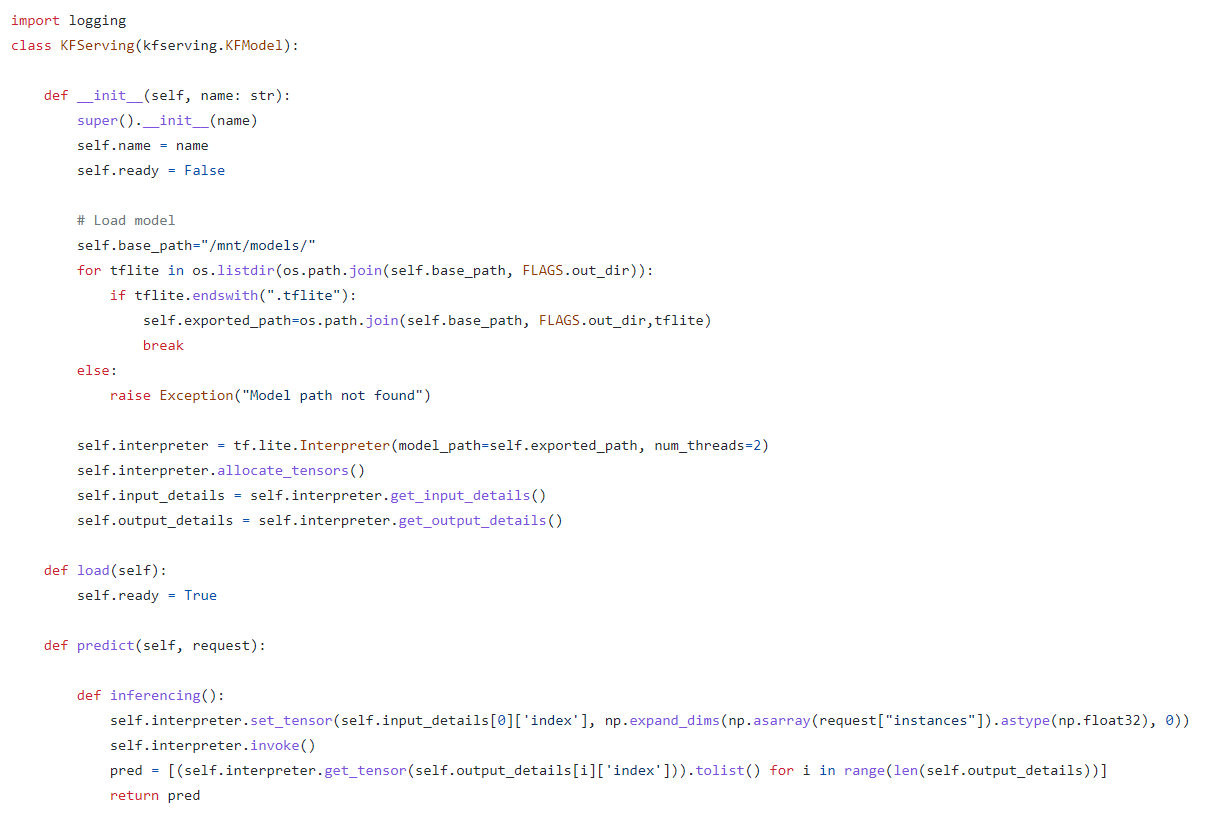 import logging
class KFServing(kfserving.KFModel):
def __init__(self, name: str):
super().__init__(name)
self.name = name
self.ready = False
# Load model
self.base_path="/mnt/models/"
for tflite in os.listdir(os.path.join(self.base_path, FLAGS.out_dir)):
if tflite.endswith(".tflite"):
self.exported_path=os.path.join(self.base_path, FLAGS.out_dir,tflite)
break
else:
raise Exception("Model path not found")
self.interpreter = tf.lite.Interpreter(model_path=self.exported_path, num_threads=2)
self.interpreter.allocate_tensors()
self.input_details = self.interpreter.get_input_details()
self.output_details = self.interpreter.get_output_details()
def load(self):
self.ready = True
def predict(self, request):
def inferencing():
self.interpreter.set_tensor(self.input_details[0]['index'], np.expand_dims(np.asarray(request["instances"]).astype(np.float32), 0))
self.interpreter.invoke()
pred = [(self.interpreter.get_tensor(self.output_details[i]['index'])).tolist() for i in range(len(self.output_details))]
return pred